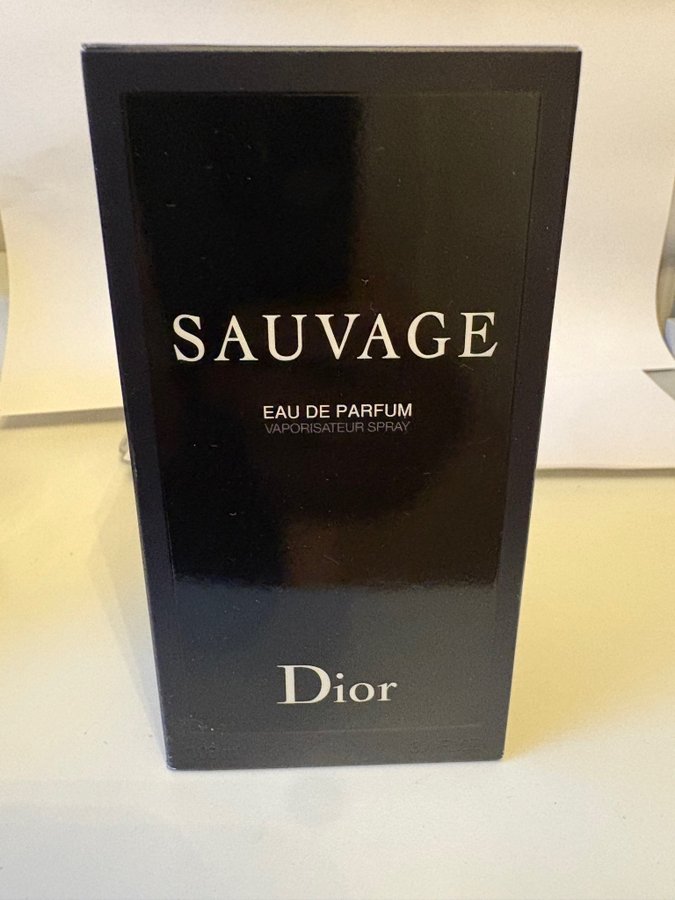 SAUVAGE
EAU DE PARFUM
VAPORISATEUR SPRAY
Dior